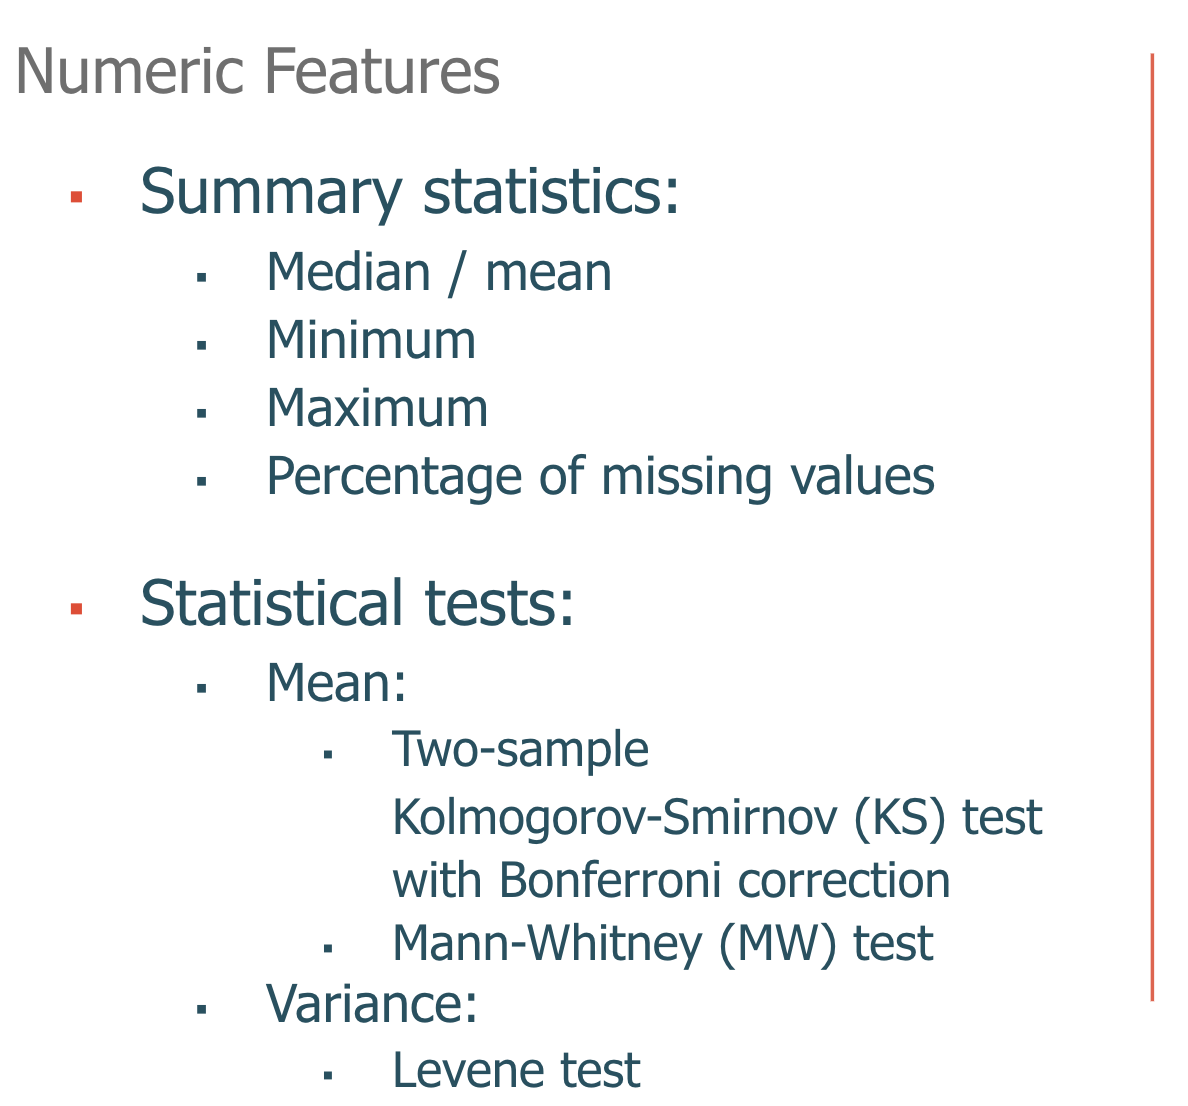 Numeric Features
▪ Summary statistics:
▪ Median / mean
▪ Minimum
▪ Maximum
▪ Percentage of missing values
▪ Statistical tests:
▪ Mean:
▪ Two-sample
Kolmogorov-Smirnov (KS) test
with Bonferroni correction
▪ Mann-Whitney (MW) test
▪ Variance:
▪ Levene test